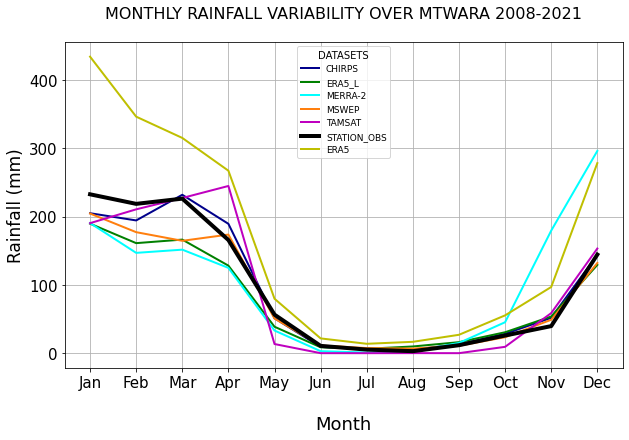 MONTHLY RAINFALL VARIABILITY OVER MTWARA 2008-2021
DATASETS
CHIRPS
ERA5_L
MERRA-2
MSWEP
TAMSAT
STATION_OBS
ERA5
Rainfall (mm)
400
300
200
100
0
Jan Feb Mar Apr May Jun Jul Aug Sep Oct Nov Dec
Month